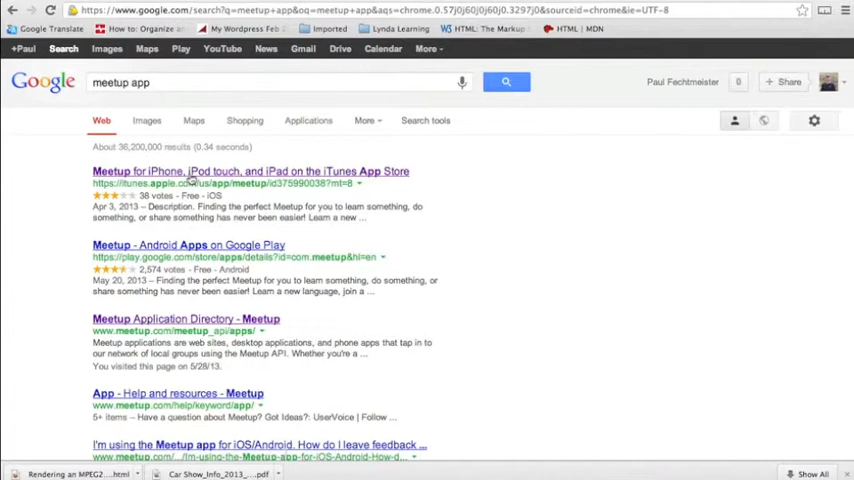 https://www.google.com/search?q=meetup+app&oq=meetup+app&aqs=chrome.0.57j0j60j0j60j0.3297j0&sourceid=chrome&ie=UTF-8
Google Translate How to: Organize an My Wordpress Feb Imported Lynda Learning HTML: The Markup HTML | MDN
+Paul Search Images Maps Play YouTube News Gmail Drive Calendar More
Google meetup app Paul Fechtmeister 0 + Share
Web Images Maps Shopping Applications More Search tools
About 36,200,000 results (0.34 seconds)
Meetup for iPhone, iPod touch, and iPad on the iTunes App Store
https://itunes.apple.com/us/app/meetup/id375990038?mt=8
38 votes - Free - iOS
Apr 3, 2013 – Description. Finding the perfect Meetup for you to learn something, do
something, or share something has never been easier! Learn a new ...
Meetup - Android Apps on Google Play
https://play.google.com/store/apps/details?id=com.meetup&hl=en
2,574 votes - Free - Android
May 20, 2013 – Finding the perfect Meetup for you to learn something, do something, or
share something has never been easier! Learn a new language, join a ...
Meetup Application Directory - Meetup
www.meetup.com/meetup_api/apps/
Meetup applications are web sites, desktop applications, and phone apps that tap in to
our network of local groups using the Meetup API. Whether you're a ...
You visited this page on 5/28/13.
App - Help and resources - Meetup
www.meetup.com/help/keyword/app/
5+ items – Have a question about Meetup? Got Ideas?: UserVoice | Follow ...
I'm using the Meetup app for iOS/Android. How do I leave feedback ...
www.meetup.com/.../Im-using-the-Meetup-app-for-iOS-Android-How-d...
Rendering an MPEG2....html Car Show_Info_2013_....pdf Show All